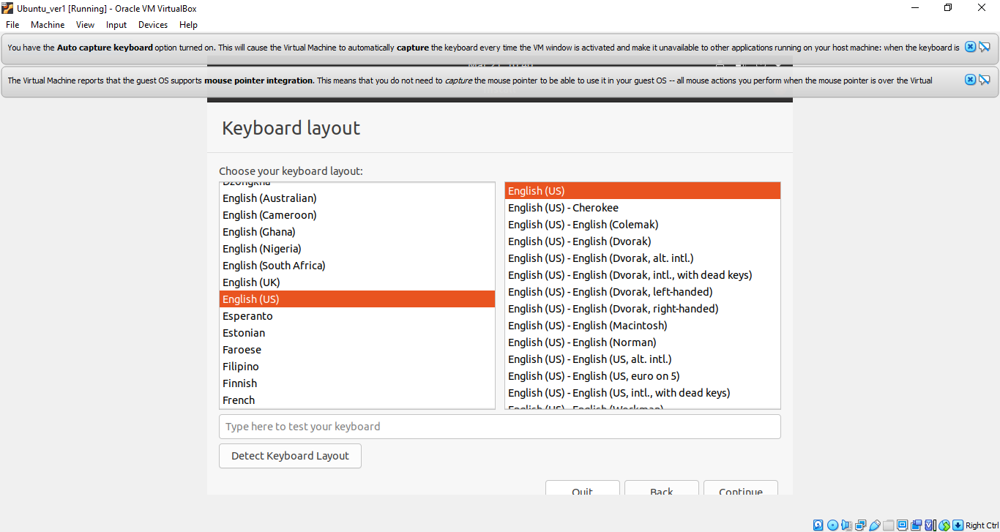 Ubuntu_ver1 [Running] - Oracle VM VirtualBox
File Machine View Input Devices Help
You have the Auto capture keyboard option turned on. This will cause the Virtual Machine to automatically capture the keyboard every time the VM window is activated and make it unavailable to other applications running on your host machine: when the keyboard is
The Virtual Machine reports that the guest OS supports mouse pointer integration. This means that you do not need to capture the mouse pointer to be able to use it in your guest OS -- all mouse actions you perform when the mouse pointer is over the Virtual
Keyboard layout
Choose your keyboard layout:
Dzongkha
English (Australian)
English (Cameroon)
English (Ghana)
English (Nigeria)
English (South Africa)
English (UK)
English (US)
Esperanto
Estonian
Faroese
Filipino
Finnish
French
English (US)
English (US) - Cherokee
English (US) - English (Colemak)
English (US) - English (Dvorak)
English (US) - English (Dvorak, alt. intl.)
English (US) - English (Dvorak, intl., with dead keys)
English (US) - English (Dvorak, left-handed)
English (US) - English (Dvorak, right-handed)
English (US) - English (Macintosh)
English (US) - English (Norman)
English (US) - English (US, alt. intl.)
English (US) - English (US, euro on 5)
English (US) - English (US, intl., with dead keys)
English (US) - English (Workman)
Type here to test your keyboard
Detect Keyboard Layout
Quit Back Continue
Right Ctrl